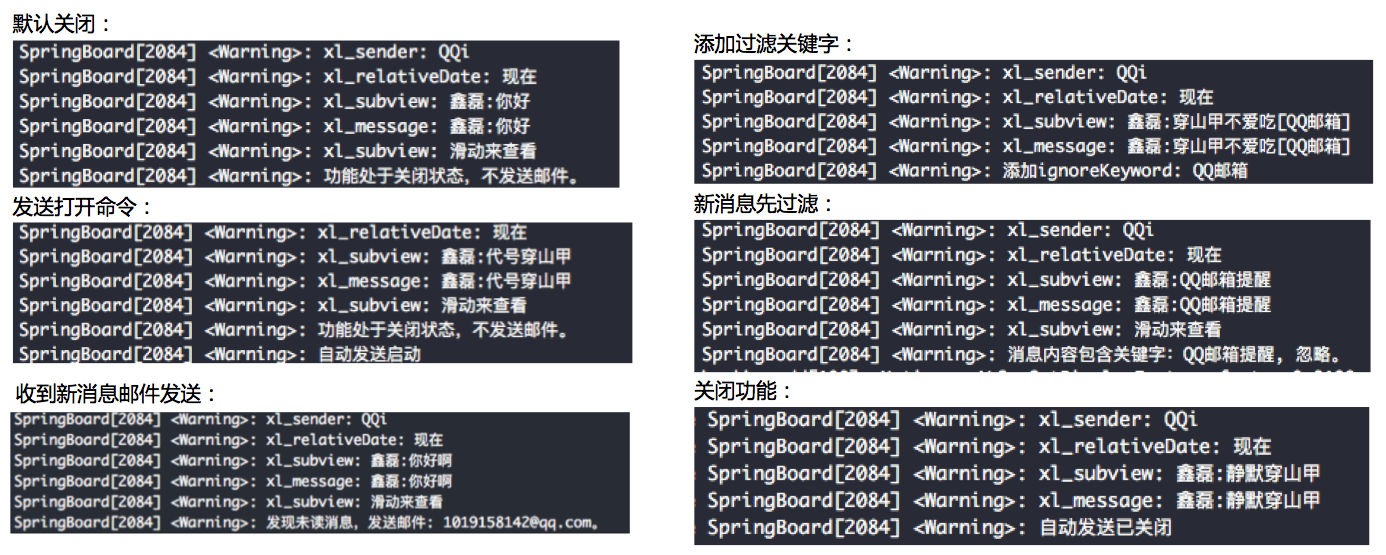 默认关闭：
SpringBoard[2084] <Warning>: xl_sender: QQi
SpringBoard[2084] <Warning>: xl_relativeDate: 现在
SpringBoard[2084] <Warning>: xl_subview: 鑫磊:你好
SpringBoard[2084] <Warning>: xl_message: 鑫磊:你好
SpringBoard[2084] <Warning>: xl_subview: 滑动来查看
SpringBoard[2084] <Warning>: 功能处于关闭状态，不发送邮件。
发送打开命令：
SpringBoard[2084] <Warning>: xl_relativeDate: 现在
SpringBoard[2084] <Warning>: xl_subview: 鑫磊:代号穿山甲
SpringBoard[2084] <Warning>: xl_message: 鑫磊:代号穿山甲
SpringBoard[2084] <Warning>: xl_subview: 滑动来查看
SpringBoard[2084] <Warning>: 功能处于关闭状态，不发送邮件。
SpringBoard[2084] <Warning>: 自动发送启动
收到新消息邮件发送：
SpringBoard[2084] <Warning>: xl_sender: QQi
SpringBoard[2084] <Warning>: xl_relativeDate: 现在
SpringBoard[2084] <Warning>: xl_subview: 鑫磊:你好啊
SpringBoard[2084] <Warning>: xl_message: 鑫磊:你好啊
SpringBoard[2084] <Warning>: xl_subview: 滑动来查看
SpringBoard[2084] <Warning>: 发现未读消息，发送邮件: 1019158142@qq.com。
添加过滤关键字：
SpringBoard[2084] <Warning>: xl_sender: QQi
SpringBoard[2084] <Warning>: xl_relativeDate: 现在
SpringBoard[2084] <Warning>: xl_subview: 鑫磊:穿山甲不爱吃[QQ邮箱]
SpringBoard[2084] <Warning>: xl_message: 鑫磊:穿山甲不爱吃[QQ邮箱]
SpringBoard[2084] <Warning>: 添加ignoreKeyword: QQ邮箱
新消息先过滤：
SpringBoard[2084] <Warning>: xl_sender: QQi
SpringBoard[2084] <Warning>: xl_relativeDate: 现在
SpringBoard[2084] <Warning>: xl_subview: 鑫磊:QQ邮箱提醒
SpringBoard[2084] <Warning>: xl_message: 鑫磊:QQ邮箱提醒
SpringBoard[2084] <Warning>: xl_subview: 滑动来查看
SpringBoard[2084] <Warning>: 消息内容包含关键字：QQ邮箱提醒, 忽略。
关闭功能：
SpringBoard[2084] <Warning>: xl_sender: QQi
SpringBoard[2084] <Warning>: xl_relativeDate: 现在
SpringBoard[2084] <Warning>: xl_subview: 鑫磊:静默穿山甲
SpringBoard[2084] <Warning>: xl_message: 鑫磊:静默穿山甲
SpringBoard[2084] <Warning>: 自动发送已关闭